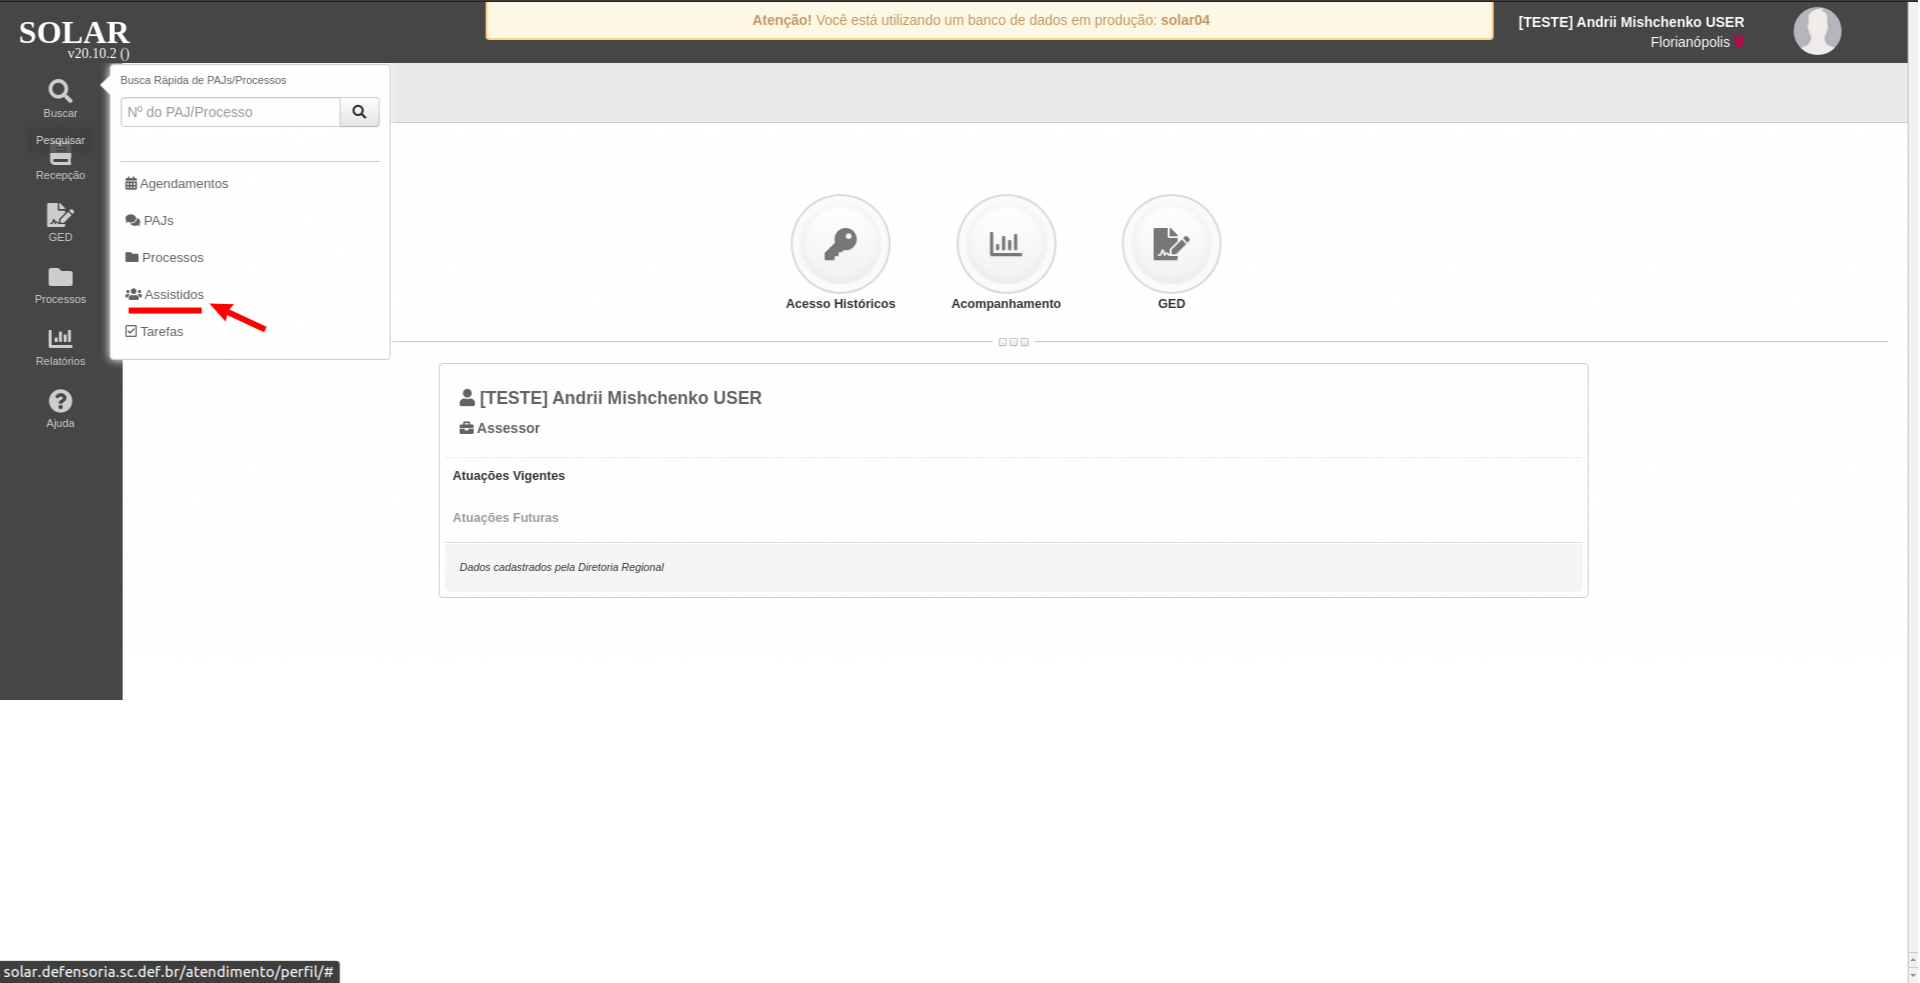 SOLAR
v20.10.2 ()
Atenção! Você está utilizando um banco de dados em produção: solar04
[TESTE] Andrii Mishchenko USER
Florianópolis
Buscar
Pesquisar
Recepção
GED
Processos
Relatórios
Ajuda
Busca Rápida de PAJs/Processos
Nº do PAJ/Processo
Agendamentos
PAJs
Processos
Assistidos
Tarefas
Acesso Históricos
Acompanhamento
GED
[TESTE] Andrii Mishchenko USER
Assessor
Atuações Vigentes
Atuações Futuras
Dados cadastrados pela Diretoria Regional
solar.defensoria.sc.def.br/atendimento/perfil/#